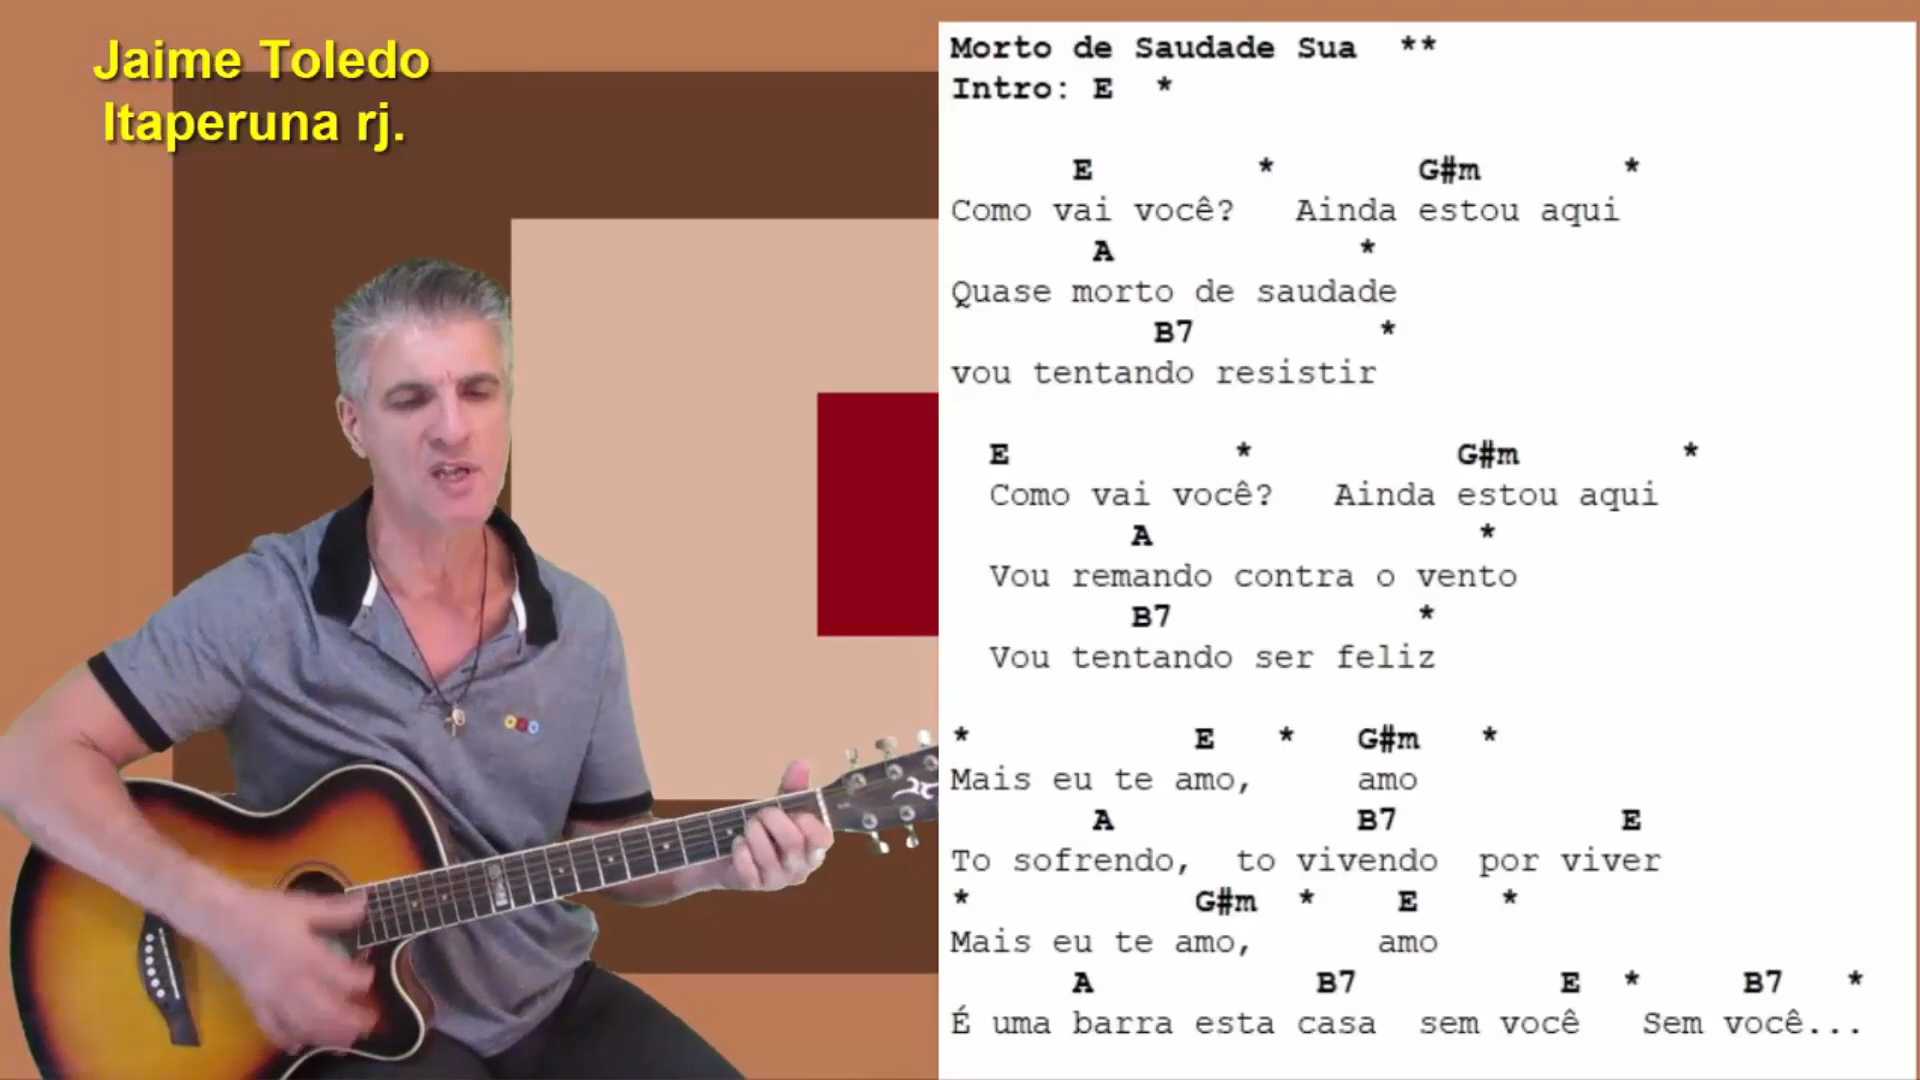 Jaime Toledo
Itaperuna rj.
Morto de Saudade Sua  **
Intro: E  *
      E        *       G#m       *
Como vai você?   Ainda estou aqui
       A            *
Quase morto de saudade
          B7         *
vou tentando resistir
E           *          G#m        *
Como vai você?   Ainda estou aqui
       A                *
Vou remando contra o vento
       B7            *
Vou tentando ser feliz
*           E   *   G#m   *
Mais eu te amo,     amo
       A            B7           E
To sofrendo,  to vivendo  por viver
*           G#m  *    E    *
Mais eu te amo,      amo
      A           B7          E  *     B7   *
É uma barra esta casa  sem você   Sem você...